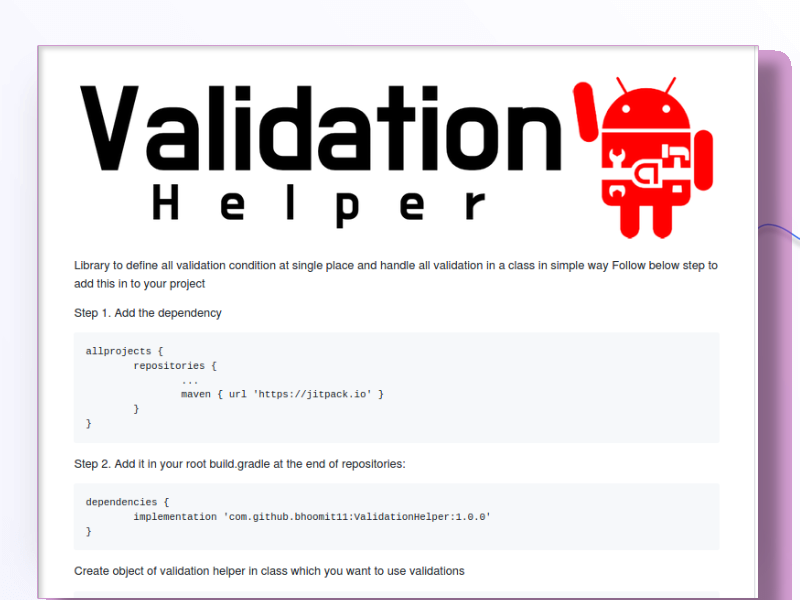 Validation
Helper
Library to define all validation condition at single place and handle all validation in a class in simple way Follow below step to
add this in to your project
Step 1. Add the dependency
allprojects {
repositories {
...
maven { url 'https://jitpack.io' }
}
}
Step 2. Add it in your root build.gradle at the end of repositories:
dependencies {
implementation 'com.github.bhoomit11:ValidationHelper:1.0.0'
}
Create object of validation helper in class which you want to use validations